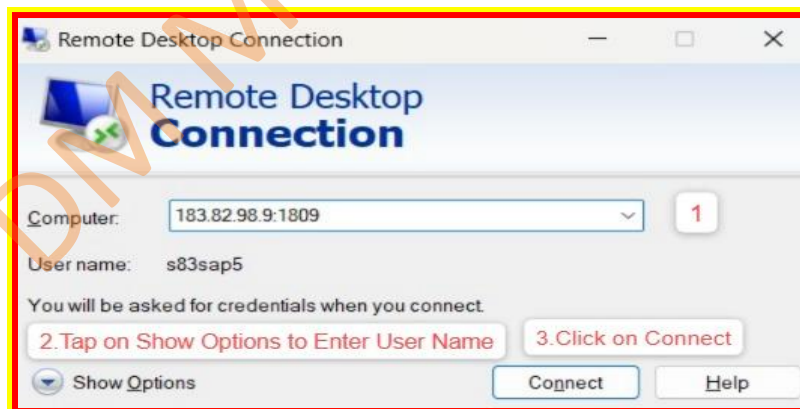 Remote Desktop Connection
Remote Desktop
Connection
Computer: 183.82.98.9:1809 1
User name: s83sap5
You will be asked for credentials when you connect.
2.Tap on Show Options to Enter User Name 3.Click on Connect
Show Options Connect Help
DM M